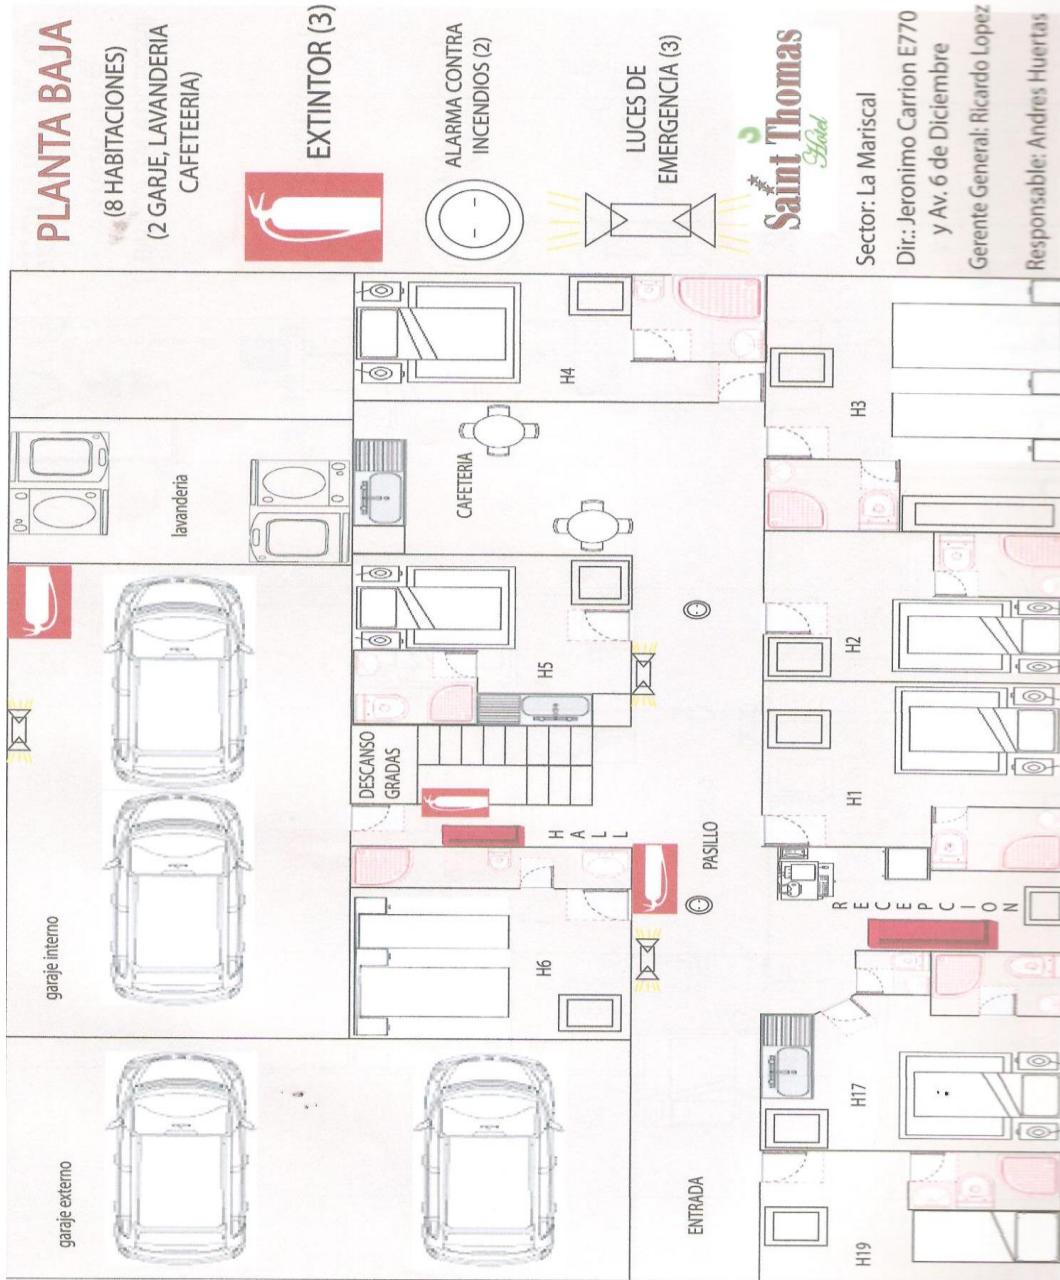 PLANTA BAJA
(8 HABITACIONES)
(2 GARJE, LAVANDERIA
CAFETEERIA)
EXTINTOR (3)
ALARMA CONTRA
INCENDIOS (2)
LUCES DE
EMERGENCIA (3)
Saint Thomas
Hotel
Sector: La Mariscal
Dir.: Jeronimo Carrion E770
y Av. 6 de Diciembre
Gerente General: Ricardo Lopez
Responsable: Andres Huertas
lavanderia
garaje interno
garaje externo
H4
CAFETERIA
H5
DESCANSO
GRADAS
HALL
H6
PASILLO
ENTRADA
H3
H2
H1
RECEPCION
H17
H19